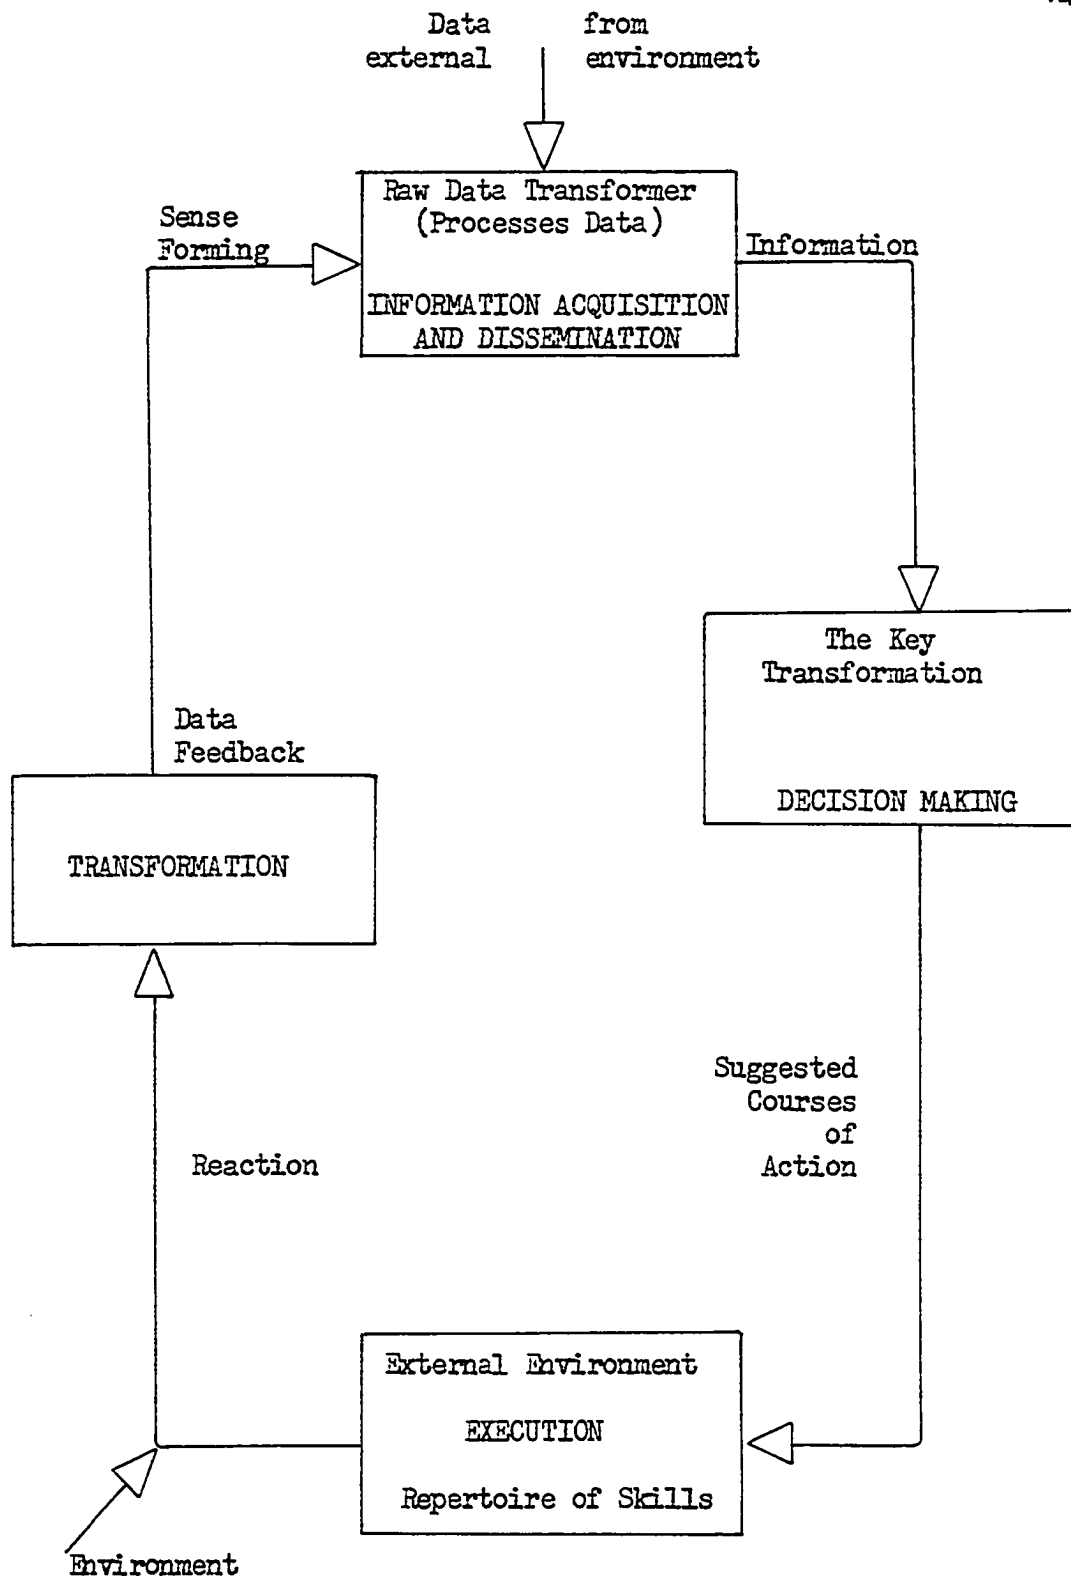 Data from
external environment
Raw Data Transformer
(Processes Data)
INFORMATION ACQUISITION
AND DISSEMINATION
Sense
Forming
Information
The Key
Transformation
DECISION MAKING
Data
Feedback
TRANSFORMATION
Suggested
Courses
of
Action
Reaction
External Environment
EXECUTION
Repertoire of Skills
Environment